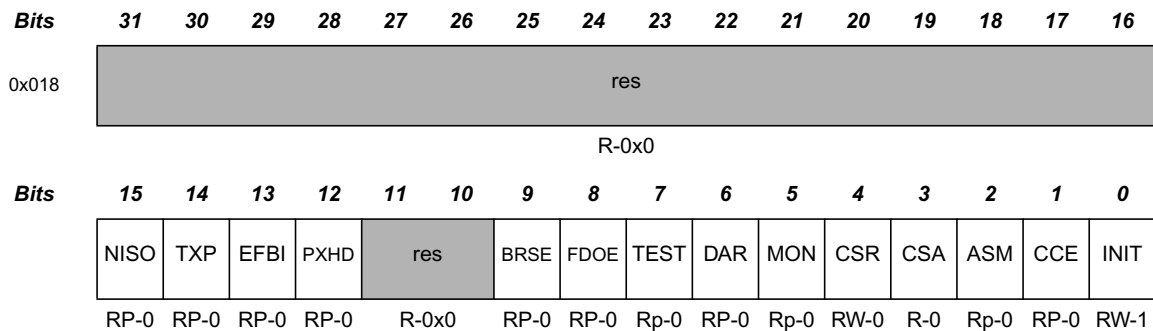 Bits 31 30 29 28 27 26 25 24 23 22 21 20 19 18 17 16
0x018 res
R-0x0
Bits 15 14 13 12 11 10 9 8 7 6 5 4 3 2 1 0
NISO TXP EFBI PXHD res BRSE FDOE TEST DAR MON CSR CSA ASM CCE INIT
RP-0 RP-0 RP-0 RP-0 R-0x0 RP-0 RP-0 Rp-0 RP-0 Rp-0 RW-0 R-0 Rp-0 RP-0 RW-1